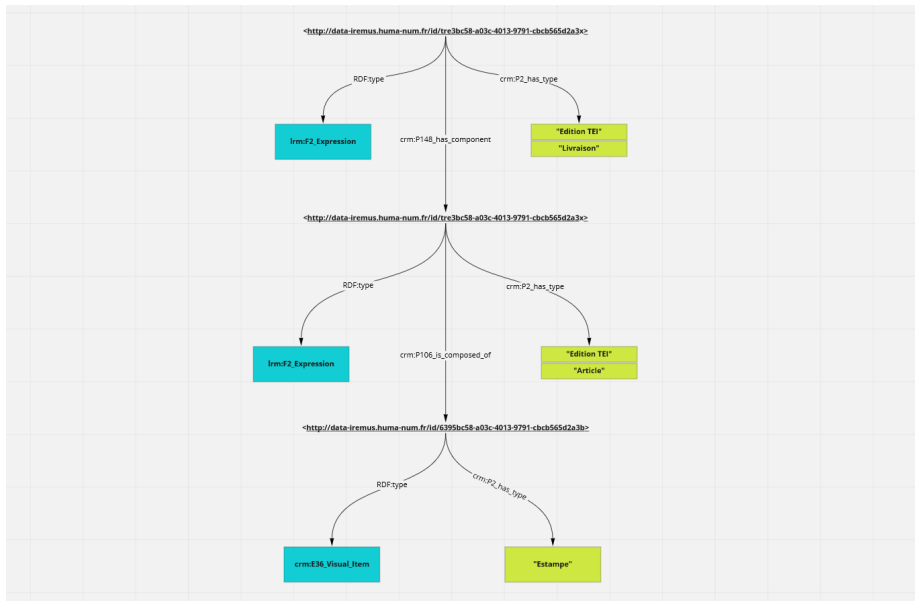 <http://data-iremus.huma-num.fr/id/tre3bc58-a03c-4013-9791-cbcb565d2a3x>
RDF:type
crm:P2_has_type
lrm:F2_Expression
crm:P148_has_component
"Edition TEI"
"Livraison"
<http://data-iremus.huma-num.fr/id/tre3bc58-a03c-4013-9791-cbcb565d2a3x>
RDF:type
crm:P2_has_type
lrm:F2_Expression
crm:P106_is_composed_of
"Edition TEI"
"Article"
<http://data-iremus.huma-num.fr/id/6395bc58-a03c-4013-9791-cbcb565d2a3b>
RDF:type
crm:P2_has_type
crm:E36_Visual_Item
"Estampe"